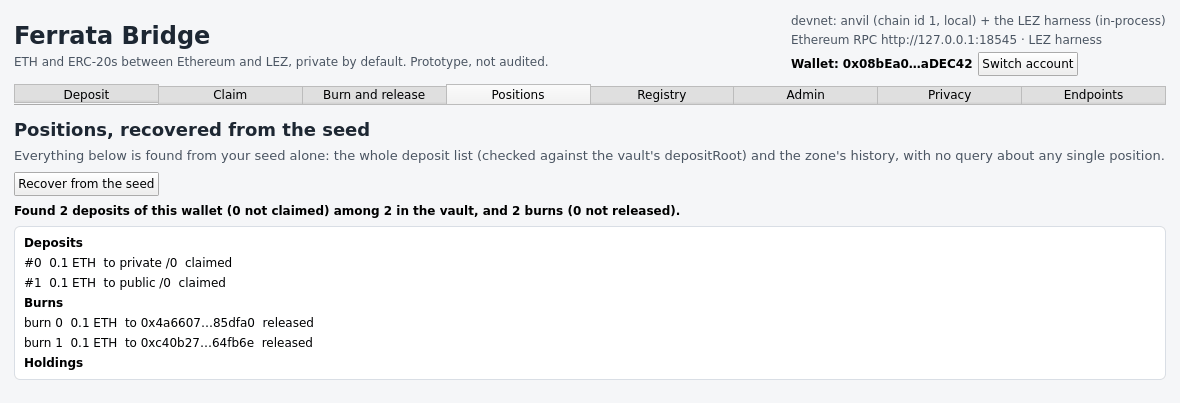 Ferrata Bridge
ETH and ERC-20s between Ethereum and LEZ, private by default. Prototype, not audited.
devnet: anvil (chain id 1, local) + the LEZ harness (in-process)
Ethereum RPC http://127.0.0.1:18545 · LEZ harness
Wallet: 0x08bEa0...aDEC42 Switch account
Deposit Claim Burn and release Positions Registry Admin Privacy Endpoints
Positions, recovered from the seed
Everything below is found from your seed alone: the whole deposit list (checked against the vault's depositRoot) and the zone's history, with no query about any single position.
Recover from the seed
Found 2 deposits of this wallet (0 not claimed) among 2 in the vault, and 2 burns (0 not released).
Deposits
#0 0.1 ETH to private /0 claimed
#1 0.1 ETH to public /0 claimed
Burns
burn 0 0.1 ETH to 0x4a6607...85dfa0 released
burn 1 0.1 ETH to 0xc40b27...64fb6e released
Holdings